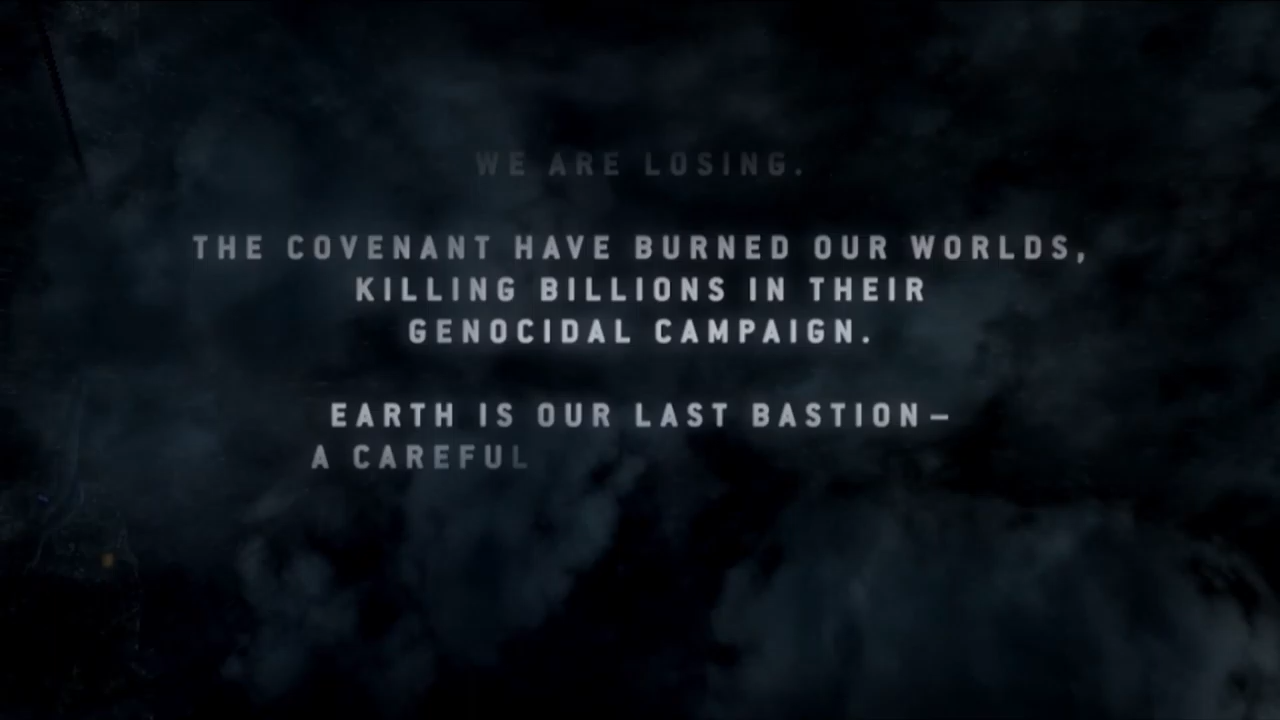 WE ARE LOSING.
THE COVENANT HAVE BURNED OUR WORLDS,
KILLING BILLIONS IN THEIR
GENOCIDAL CAMPAIGN.
EARTH IS OUR LAST BASTION—
A CAREFUL